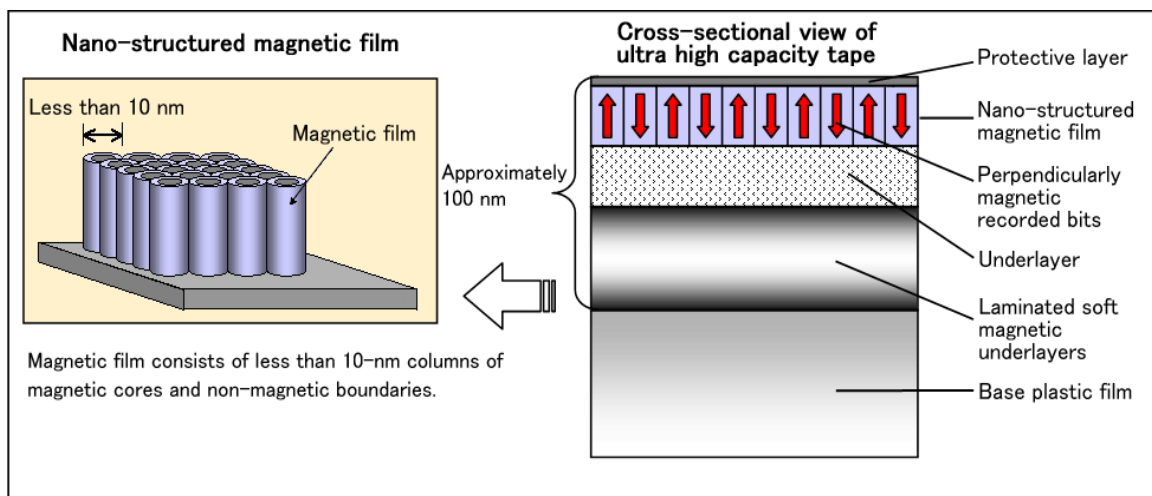 Nano-structured magnetic film
Less than 10 nm
Magnetic film
Magnetic film consists of less than 10-nm columns of
magnetic cores and non-magnetic boundaries.
Cross-sectional view of
ultra high capacity tape
Approximately
100 nm
Protective layer
Nano-structured
magnetic film
Perpendicularly
magnetic
recorded bits
Underlayer
Laminated soft
magnetic
underlayers
Base plastic film